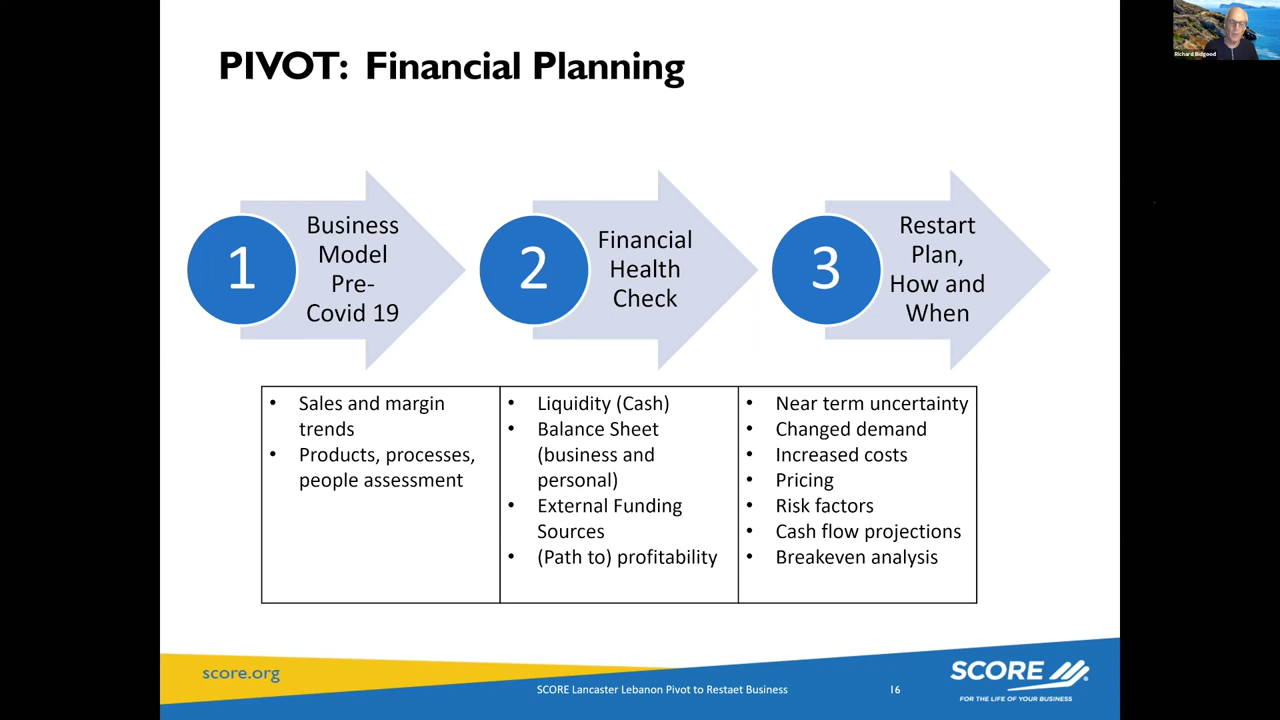 PIVOT: Financial Planning
1
Business
Model
Pre-
Covid 19
2
Financial
Health
Check
3
Restart
Plan,
How and
When
• Sales and margin
trends
• Products, processes,
people assessment
• Liquidity (Cash)
• Balance Sheet
(business and
personal)
• External Funding
Sources
• (Path to) profitability
• Near term uncertainty
• Changed demand
• Increased costs
• Pricing
• Risk factors
• Cash flow projections
• Breakeven analysis
score.org
SCORE Lancaster Lebanon Pivot to Restaet Business
16
SCORE
FOR THE LIFE OF YOUR BUSINESS
Richard Bidgood